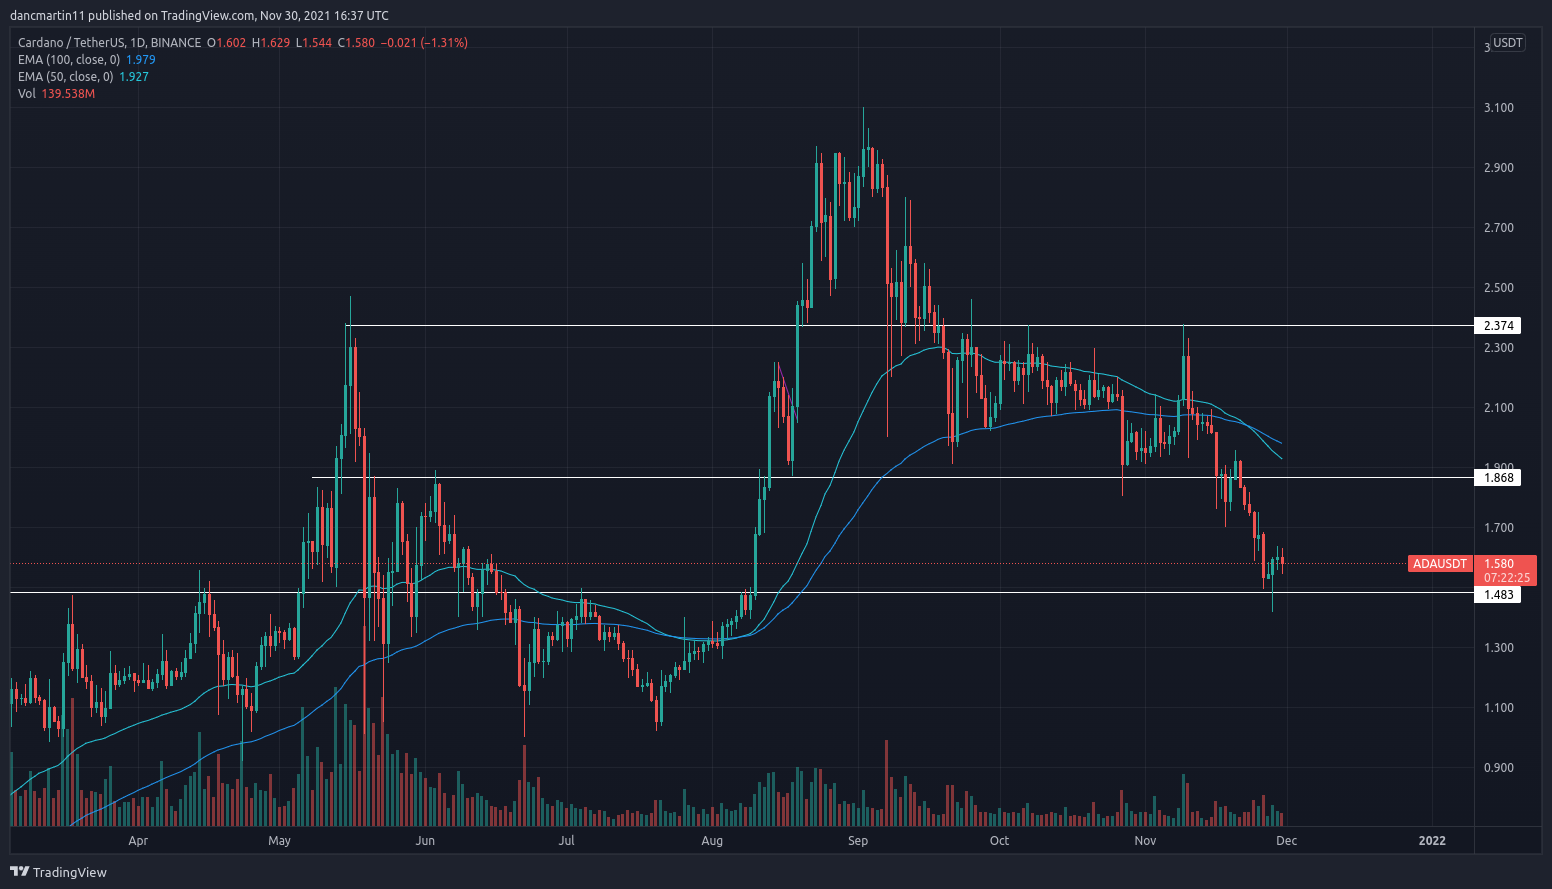 dancmartin11 published on TradingView.com, Nov 30, 2021 16:37 UTC
Cardano / TetherUS, 1D, BINANCE O1.602 H1.629 L1.544 C1.580 −0.021 (−1.31%)
EMA (100, close, 0) 1.979
EMA (50, close, 0) 1.927
Vol 139.538M
USDT
3.100
2.900
2.700
2.500
2.374
2.300
2.100
1.900
1.868
1.700
ADAUSDT 1.580
07:22:25
1.483
1.300
1.100
0.900
Apr May Jun Jul Aug Sep Oct Nov Dec 2022
TradingView